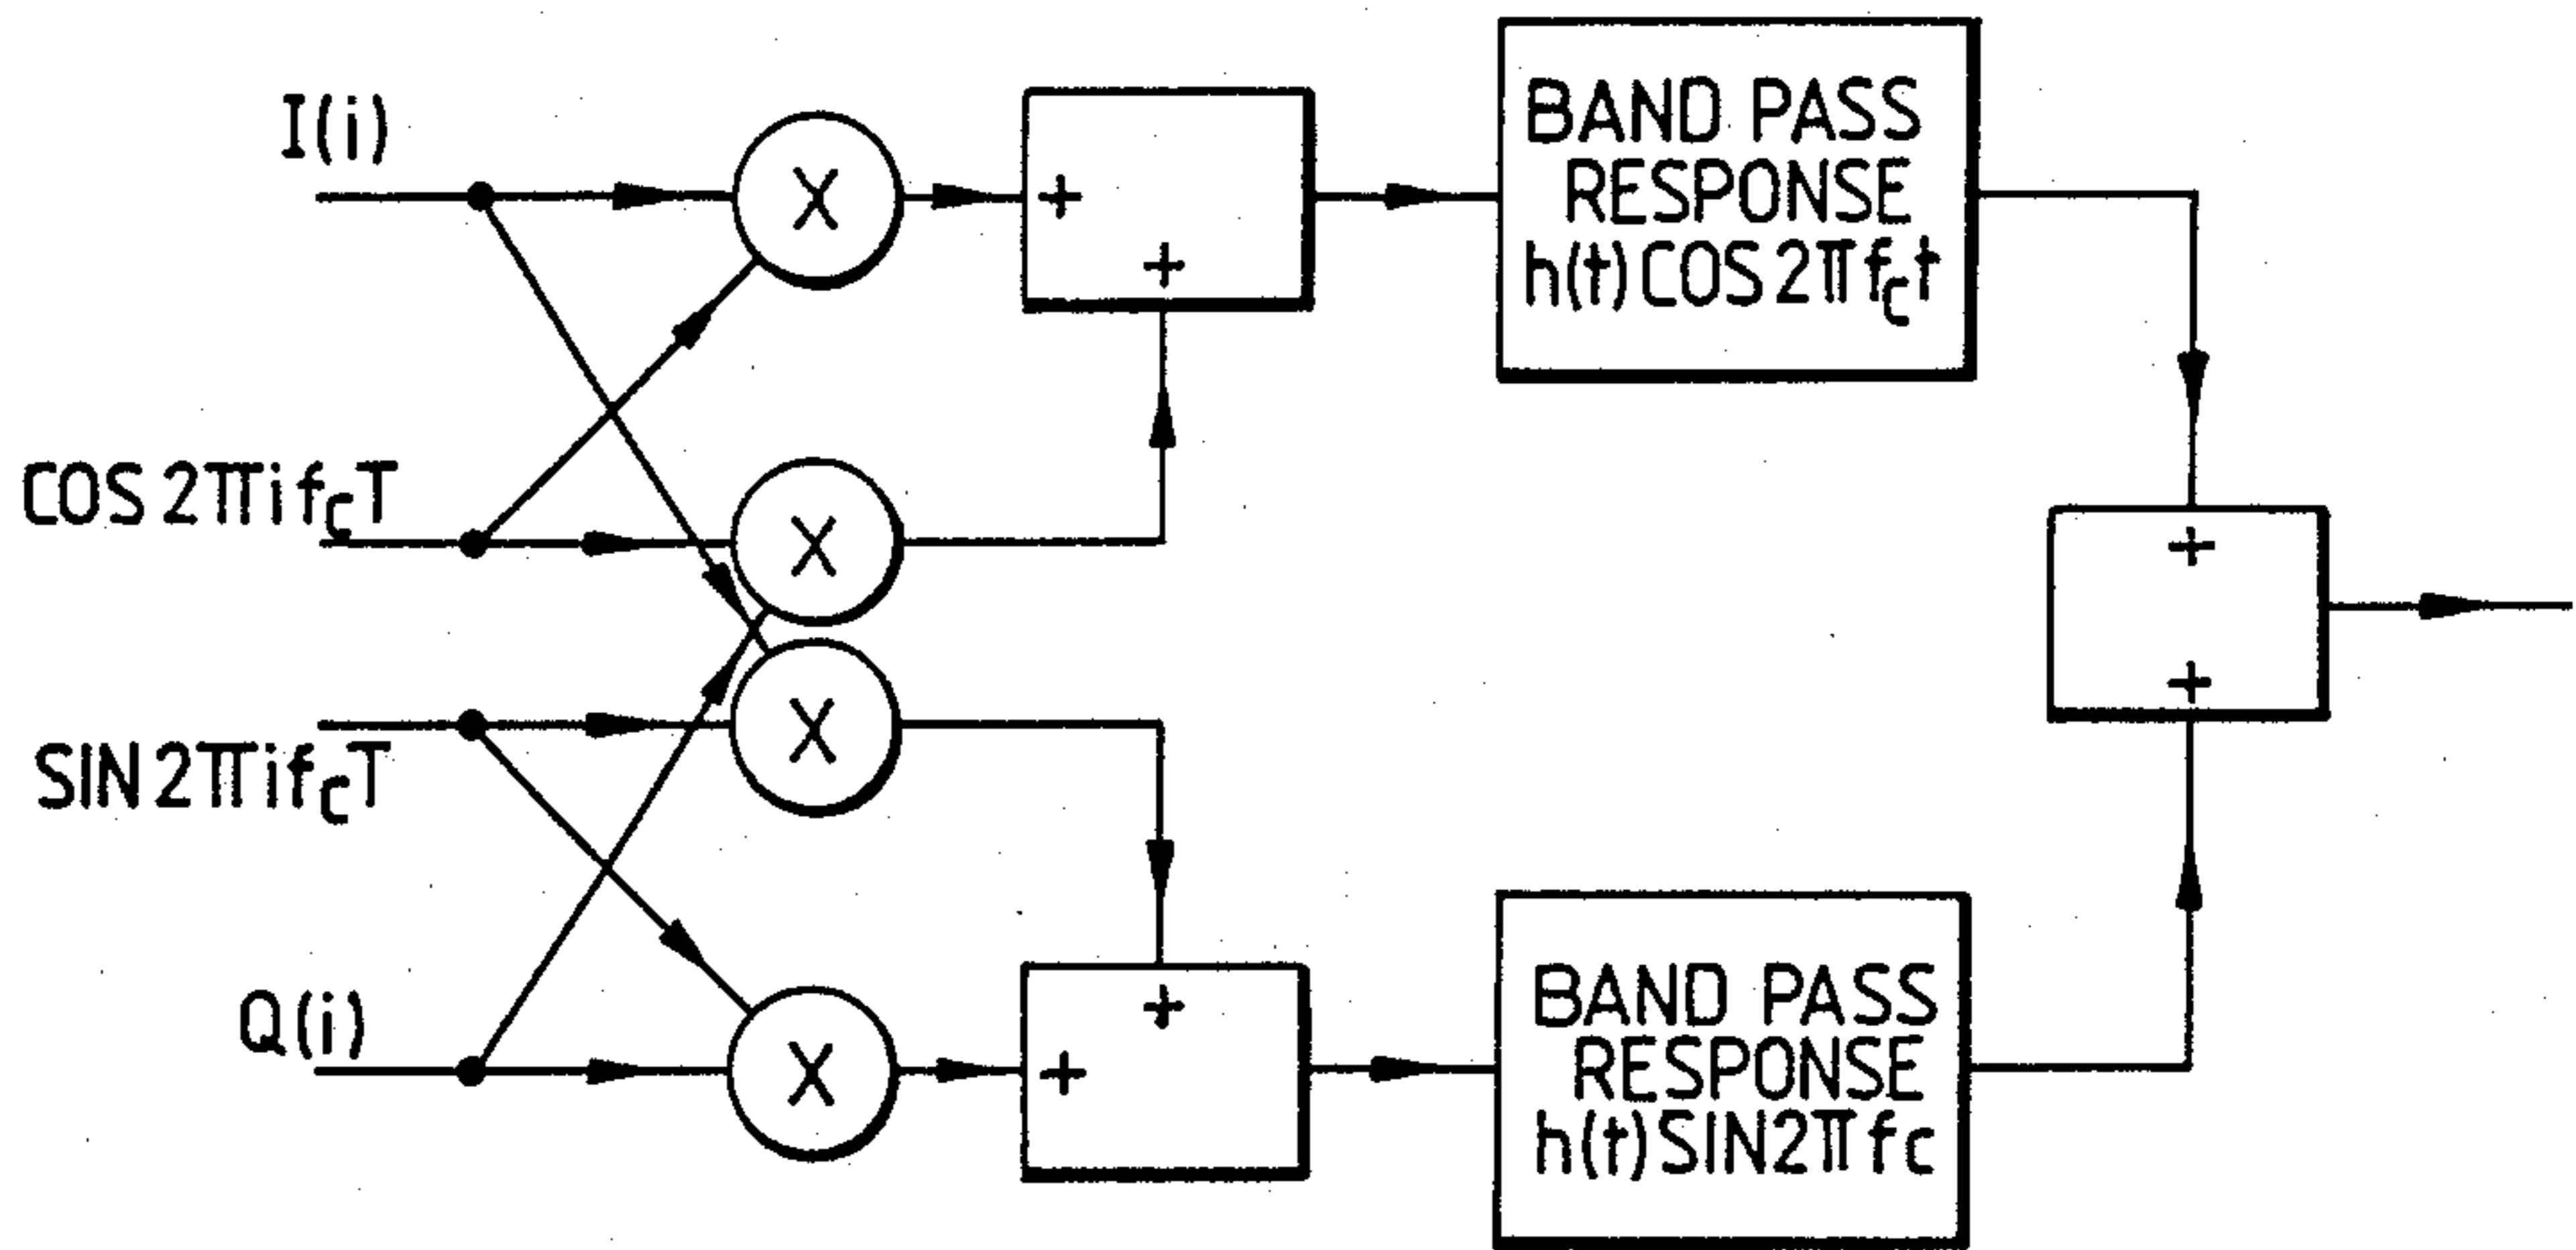 I(i)
COS 2πifcT
SIN 2πifcT
Q(i)
X
X
X
X
+
+
+
+
BAND PASS
RESPONSE
h(t)COS 2πfct
BAND PASS
RESPONSE
h(t)SIN2πfc
+
+